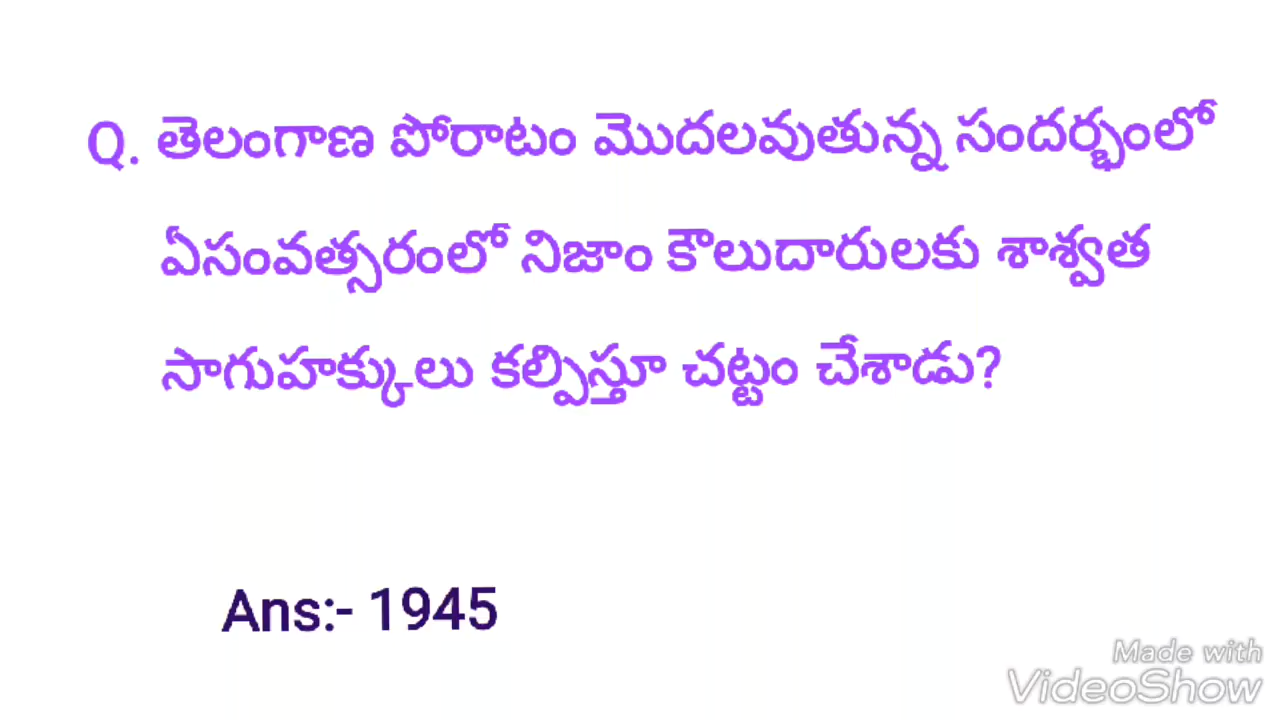 Q. తెలంగాణ పోరాటం మొదలవుతున్న సందర్భంలో
ఏసంవత్సరంలో నిజాం కౌలుదారులకు శాశ్వత
సాగుహక్కులు కల్పిస్తూ చట్టం చేశాడు?
Ans:- 1945
Made with
VideoShow